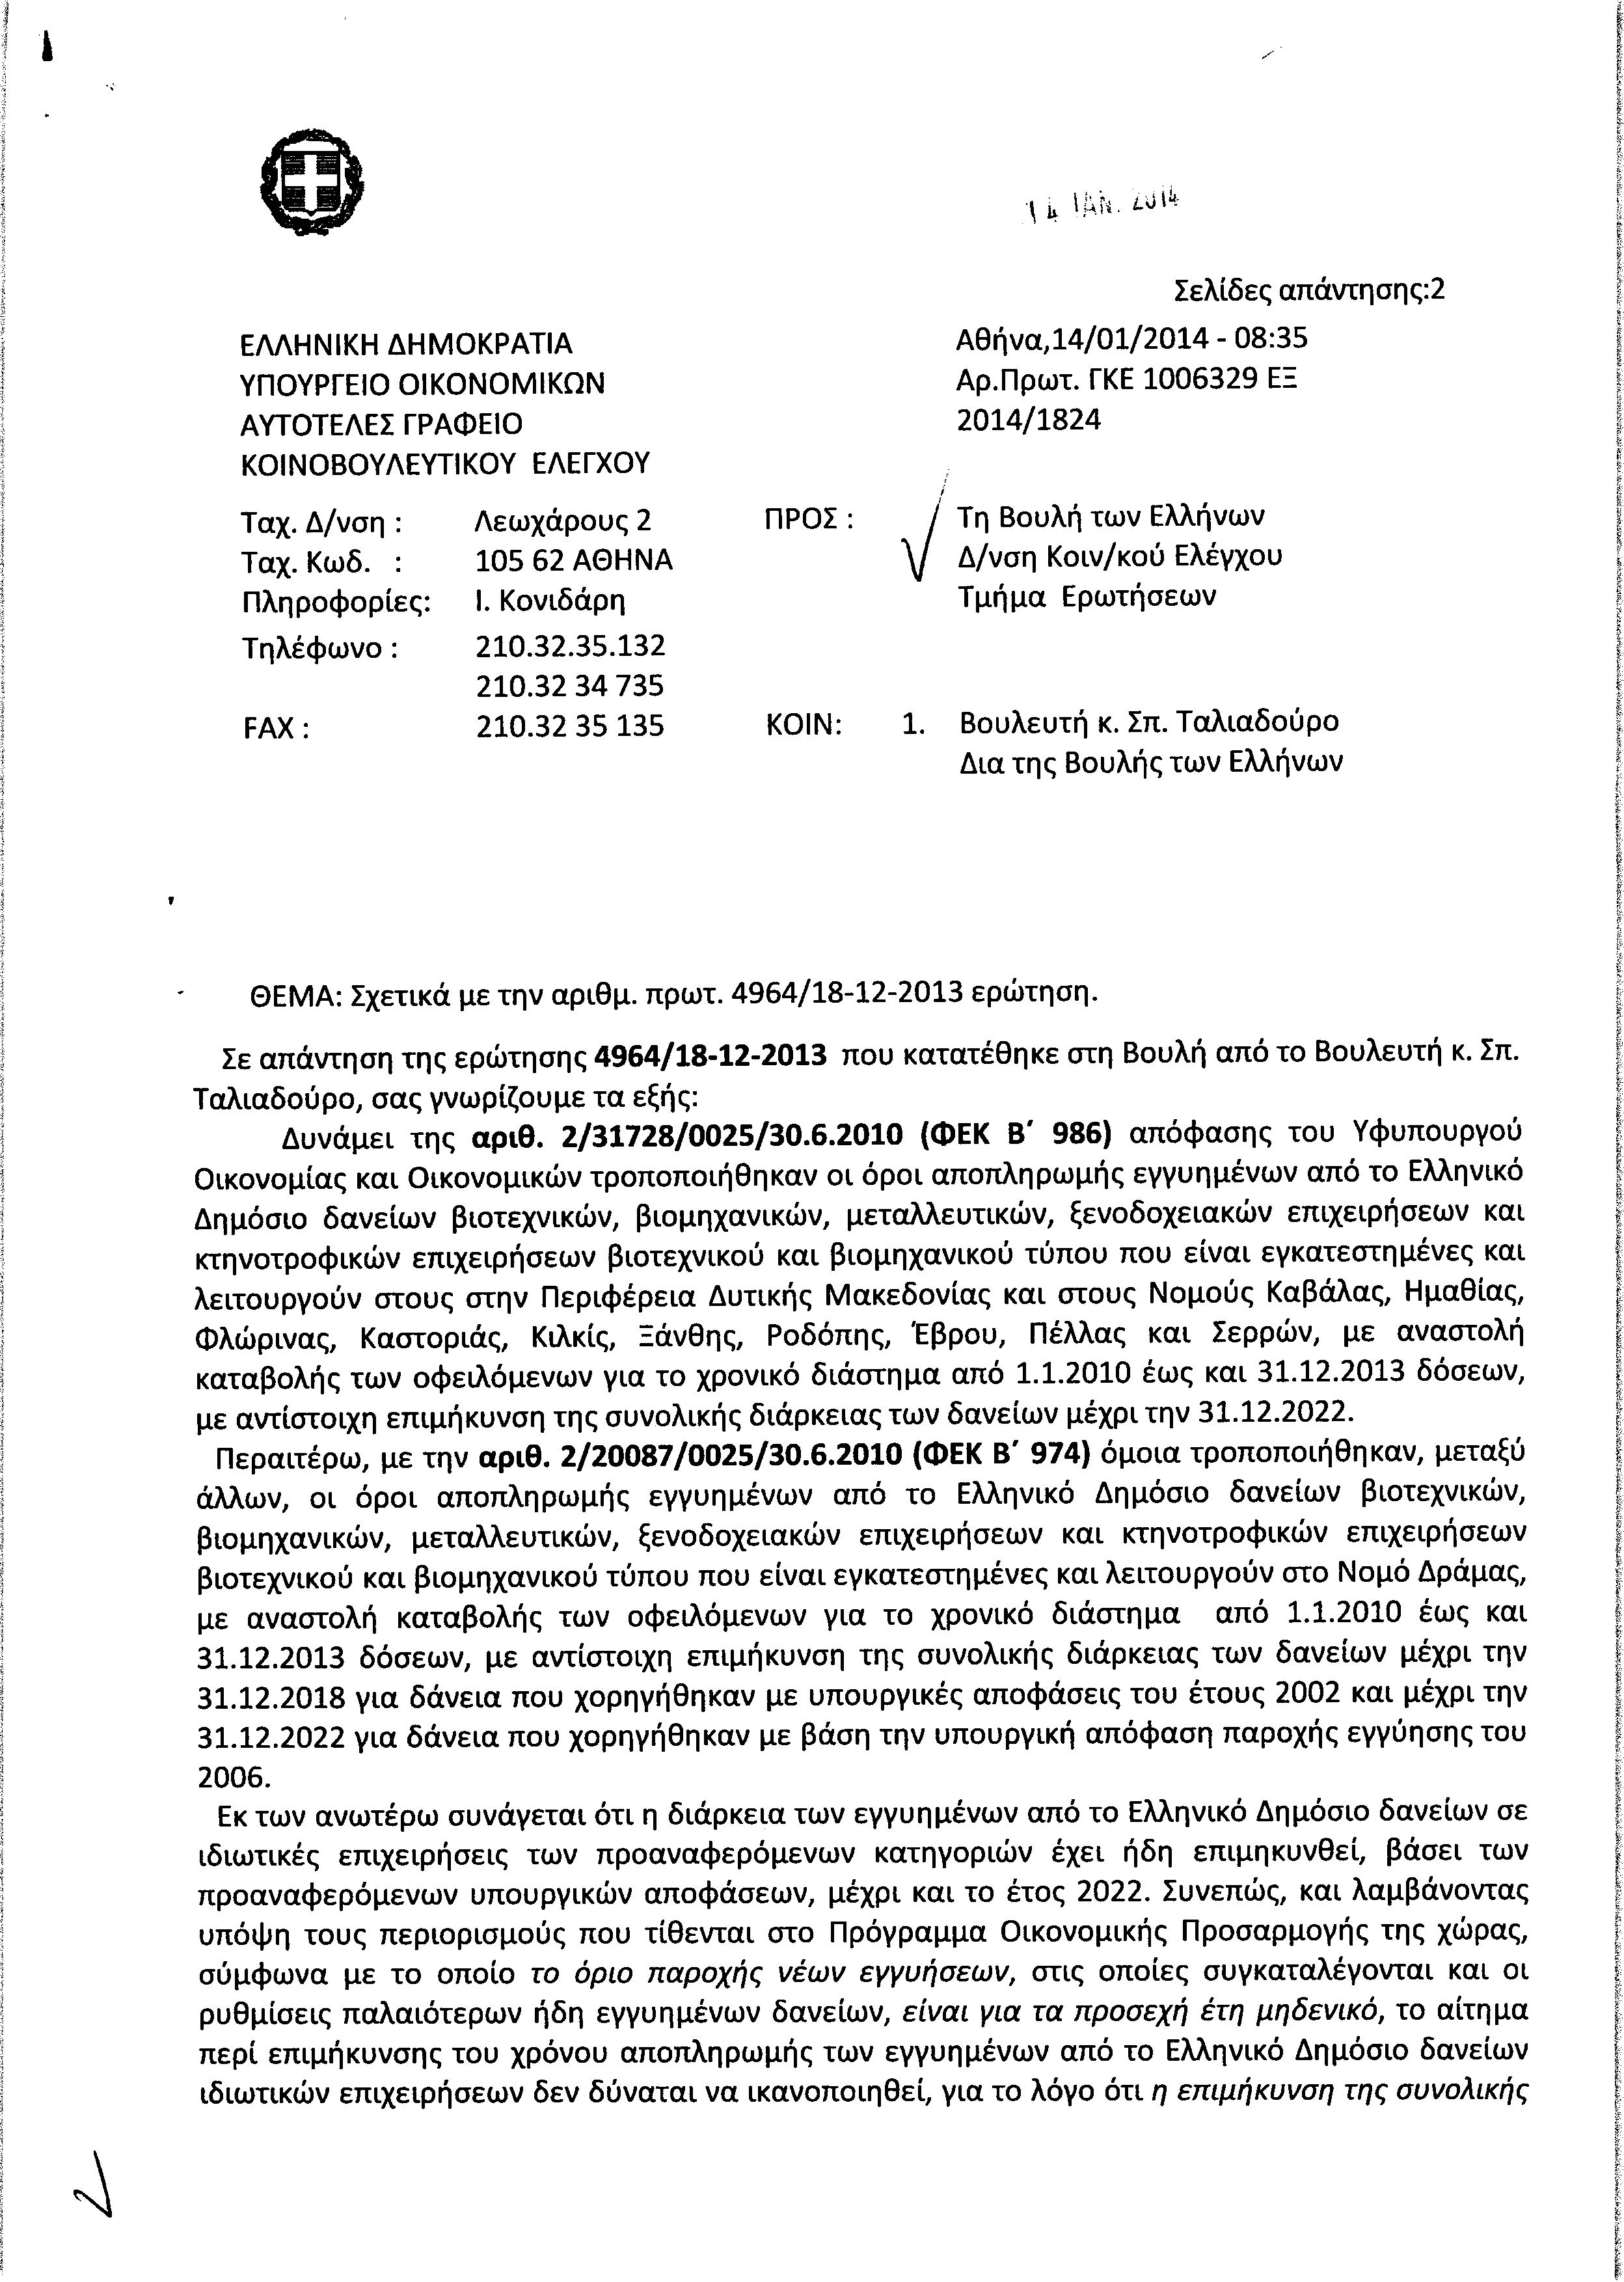 14 ΙΑΝ. 2014
Σελίδες απάντησης:2
ΕΛΛΗΝΙΚΗ ΔΗΜΟΚΡΑΤΙΑ
ΥΠΟΥΡΓΕΙΟ ΟΙΚΟΝΟΜΙΚΩΝ
ΑΥΤΟΤΕΛΕΣ ΓΡΑΦΕΙΟ
ΚΟΙΝΟΒΟΥΛΕΥΤΙΚΟΥ ΕΛΕΓΧΟΥ
Αθήνα,14/01/2014 - 08:35
Αρ.Πρωτ. ΓΚΕ 1006329 ΕΞ
2014/1824
Ταχ. Δ/νση : Λεωχάρους 2
Ταχ. Κωδ. : 105 62 ΑΘΗΝΑ
Πληροφορίες: Ι. Κονιδάρη
Τηλέφωνο : 210.32.35.132
210.32 34 735
FAX : 210.32 35 135
ΠΡΟΣ : Τη Βουλή των Ελλήνων
Δ/νση Κοιν/κού Ελέγχου
Τμήμα Ερωτήσεων
ΚΟΙΝ: 1. Βουλευτή κ. Σπ. Ταλιαδούρο
Δια της Βουλής των Ελλήνων
ΘΕΜΑ: Σχετικά με την αριθμ. πρωτ. 4964/18-12-2013 ερώτηση.
Σε απάντηση της ερώτησης 4964/18-12-2013 που κατατέθηκε στη Βουλή από το Βουλευτή κ. Σπ.
Ταλιαδούρο, σας γνωρίζουμε τα εξής:
Δυνάμει της αριθ. 2/31728/0025/30.6.2010 (ΦΕΚ Β΄ 986) απόφασης του Υφυπουργού
Οικονομίας και Οικονομικών τροποποιήθηκαν οι όροι αποπληρωμής εγγυημένων από το Ελληνικό
Δημόσιο δανείων βιοτεχνικών, βιομηχανικών, μεταλλευτικών, ξενοδοχειακών επιχειρήσεων και
κτηνοτροφικών επιχειρήσεων βιοτεχνικού και βιομηχανικού τύπου που είναι εγκατεστημένες και
λειτουργούν στους στην Περιφέρεια Δυτικής Μακεδονίας και στους Νομούς Καβάλας, Ημαθίας,
Φλώρινας, Καστοριάς, Κιλκίς, Ξάνθης, Ροδόπης, Έβρου, Πέλλας και Σερρών, με αναστολή
καταβολής των οφειλόμενων για το χρονικό διάστημα από 1.1.2010 έως και 31.12.2013 δόσεων,
με αντίστοιχη επιμήκυνση της συνολικής διάρκειας των δανείων μέχρι την 31.12.2022.
Περαιτέρω, με την αριθ. 2/20087/0025/30.6.2010 (ΦΕΚ Β΄ 974) όμοια τροποποιήθηκαν, μεταξύ
άλλων, οι όροι αποπληρωμής εγγυημένων από το Ελληνικό Δημόσιο δανείων βιοτεχνικών,
βιομηχανικών, μεταλλευτικών, ξενοδοχειακών επιχειρήσεων και κτηνοτροφικών επιχειρήσεων
βιοτεχνικού και βιομηχανικού τύπου που είναι εγκατεστημένες και λειτουργούν στο Νομό Δράμας,
με αναστολή καταβολής των οφειλόμενων για το χρονικό διάστημα από 1.1.2010 έως και
31.12.2013 δόσεων, με αντίστοιχη επιμήκυνση της συνολικής διάρκειας των δανείων μέχρι την
31.12.2018 για δάνεια που χορηγήθηκαν με υπουργικές αποφάσεις του έτους 2002 και μέχρι την
31.12.2022 για δάνεια που χορηγήθηκαν με βάση την υπουργική απόφαση παροχής εγγύησης του
2006.
Εκ των ανωτέρω συνάγεται ότι η διάρκεια των εγγυημένων από το Ελληνικό Δημόσιο δανείων σε
ιδιωτικές επιχειρήσεις των προαναφερόμενων κατηγοριών έχει ήδη επιμηκυνθεί, βάσει των
προαναφερόμενων υπουργικών αποφάσεων, μέχρι και το έτος 2022. Συνεπώς, και λαμβάνοντας
υπόψη τους περιορισμούς που τίθενται στο Πρόγραμμα Οικονομικής Προσαρμογής της χώρας,
σύμφωνα με το οποίο το όριο παροχής νέων εγγυήσεων, στις οποίες συγκαταλέγονται και οι
ρυθμίσεις παλαιότερων ήδη εγγυημένων δανείων, είναι για τα προσεχή έτη μηδενικό, το αίτημα
περί επιμήκυνσης του χρόνου αποπληρωμής των εγγυημένων από το Ελληνικό Δημόσιο δανείων
ιδιωτικών επιχειρήσεων δεν δύναται να ικανοποιηθεί, για το λόγο ότι η επιμήκυνση της συνολικής